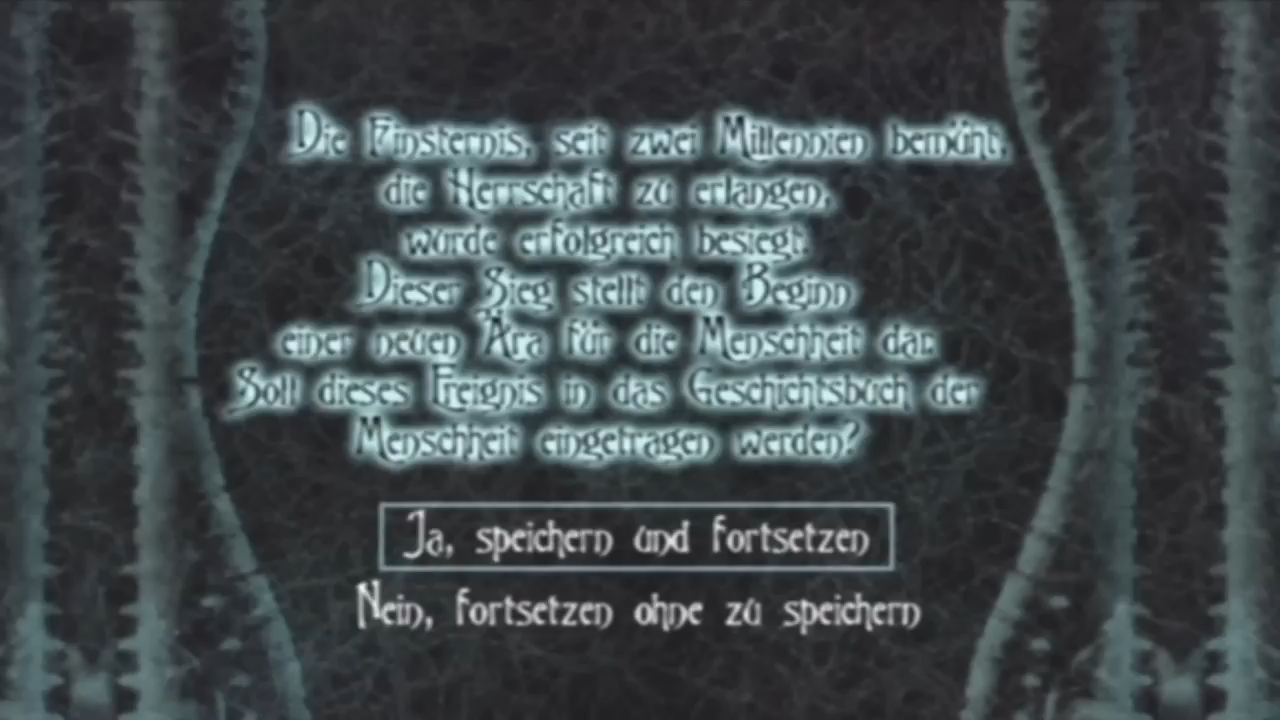 Die Finsternis, seit zwei Millennien bemüht,
die Herrschaft zu erlangen,
wurde erfolgreich besiegt.
Dieser Sieg stellt den Beginn
einer neuen Ära für die Menschheit dar.
Soll dieses Ereignis in das Geschichtsbuch der
Menschheit eingetragen werden?
Ja, speichern und fortsetzen
Nein, fortsetzen ohne zu speichern